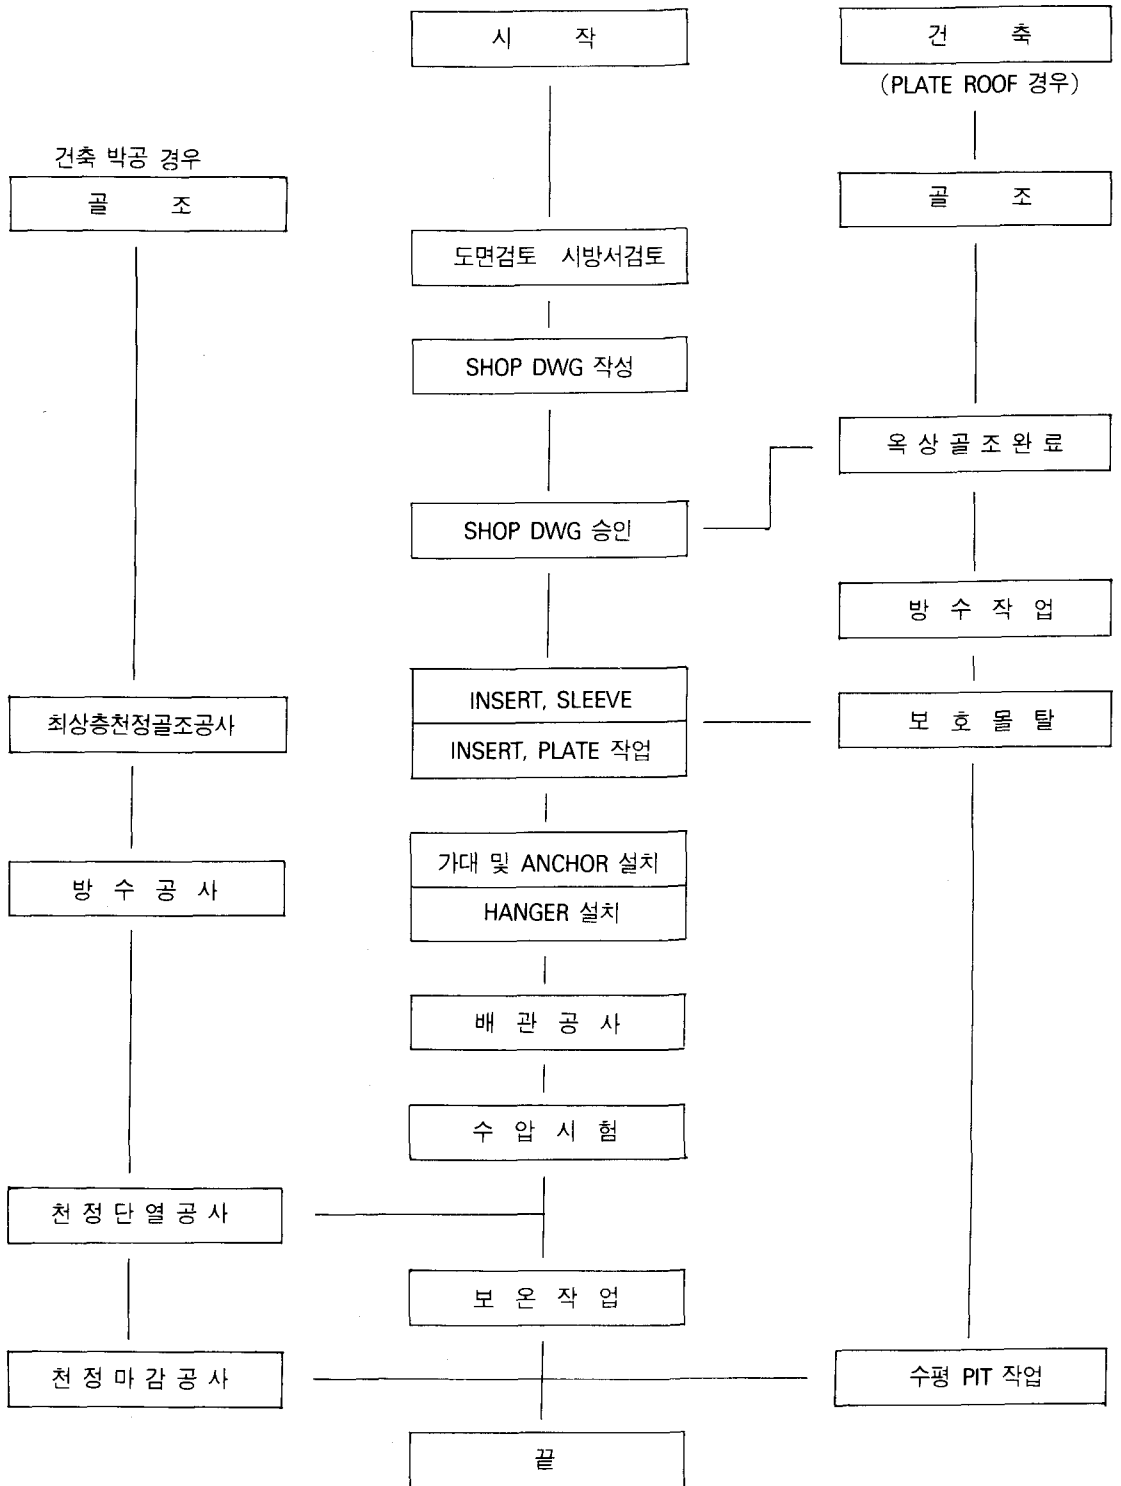 시 작
건 축
(PLATE ROOF 경우)
건축 박공 경우
골 조
골 조
도면검토 시방서검토
SHOP DWG 작성
옥 상 골 조 완 료
SHOP DWG 승인
방 수 작 업
INSERT, SLEEVE
최상층천정골조공사
보 호 몰 탈
INSERT, PLATE 작업
가대 및 ANCHOR 설치
방 수 공 사
HANGER 설치
배 관 공 사
수 압 시 험
천 정 단 열 공 사
보 온 작 업
천 정 마 감 공 사
수평 PIT 작업
끝